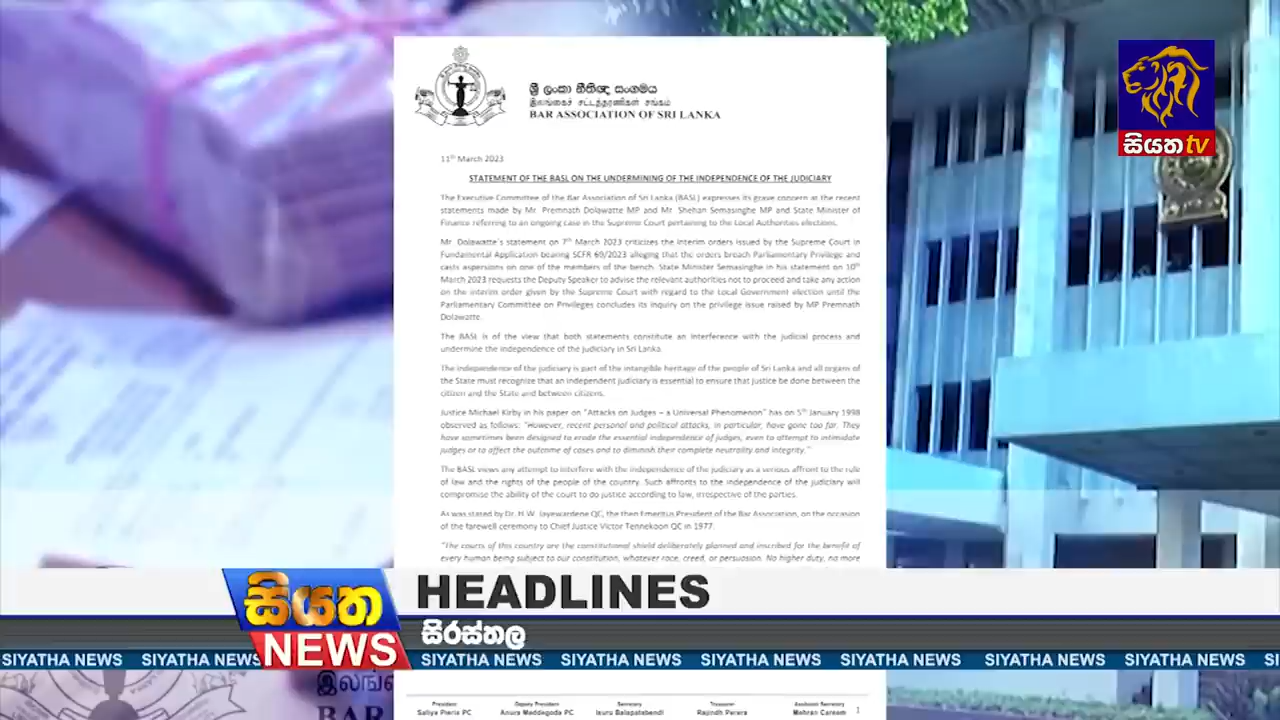 සියත tv
ශ්‍රී ලංකා නීතිඥ සංගමය
இலங்கைச் சட்டத்தரணிகள் சங்கம்
BAR ASSOCIATION OF SRI LANKA
11th March 2023
STATEMENT OF THE BASL ON THE UNDERMINING OF THE INDEPENDENCE OF THE JUDICIARY
The Executive Committee of the Bar Association of Sri Lanka (BASL) expresses its grave concern at the recent
statements made by Mr. Premnath Dolawatte MP and Mr. Shehan Semasinghe MP and State Minister of
Finance referring to an ongoing case in the Supreme Court pertaining to the Local Authorities elections.
Mr. Dolawatte's statement on 7th March 2023 criticizes the interim orders issued by the Supreme Court in
Fundamental Application bearing SCFR 69/2023 alleging that the orders breach Parliamentary Privilege and
casts aspersions on one of the members of the bench. State Minister Semasinghe in his statement on 10th
March 2023 requests the Deputy Speaker to advise the relevant authorities not to proceed and take any action
on the interim order given by the Supreme Court with regard to the Local Government election until the
Parliamentary Committee on Privileges concludes its inquiry on the privilege issue raised by MP Premnath
Dolawatte.
The BASL is of the view that both statements constitute an interference with the judicial process and
undermine the independence of the judiciary in Sri Lanka.
The independence of the judiciary is part of the intangible heritage of the people of Sri Lanka and all organs of
the State must recognize that an independent judiciary is essential to ensure that justice be done between the
citizen and the State and between citizens.
Justice Michael Kirby in his paper on "Attacks on Judges – a Universal Phenomenon" has on 5th January 1998
observed as follows: "However, recent personal and political attacks, in particular, have gone too far. They
have sometimes been designed to erode the essential independence of judges, even to attempt to intimidate
judges or to affect the outcome of cases and to diminish their complete neutrality and integrity."
The BASL views any attempt to interfere with the independence of the judiciary as a serious affront to the rule
of law and the rights of the people of the country. Such affronts to the independence of the judiciary will
compromise the ability of the court to do justice according to law, irrespective of the parties.
As was stated by Dr. H.W. Jayewardene QC, the then Emeritus President of the Bar Association, on the occasion
of the farewell ceremony to Chief Justice Victor Tennekoon QC in 1977.
"The courts of this country are the constitutional shield deliberately planned and inscribed for the benefit of
every human being subject to our constitution, whatever race, creed, or persuasion. No higher duty, no more
සියත NEWS
HEADLINES
සිරස්තල
SIYATHA NEWS SIYATHA NEWS SIYATHA NEWS SIYATHA NEWS SIYATHA NEWS SIYATHA NEWS SIYATHA NEWS SIYATHA NEWS
இலங்
BAR
President Deputy President Secretary Treasurer Assistant Secretary
Saliya Pieris PC Anura Meddegoda PC Isuru Balapatabendi Rajindh Perera Mehran Careem 1